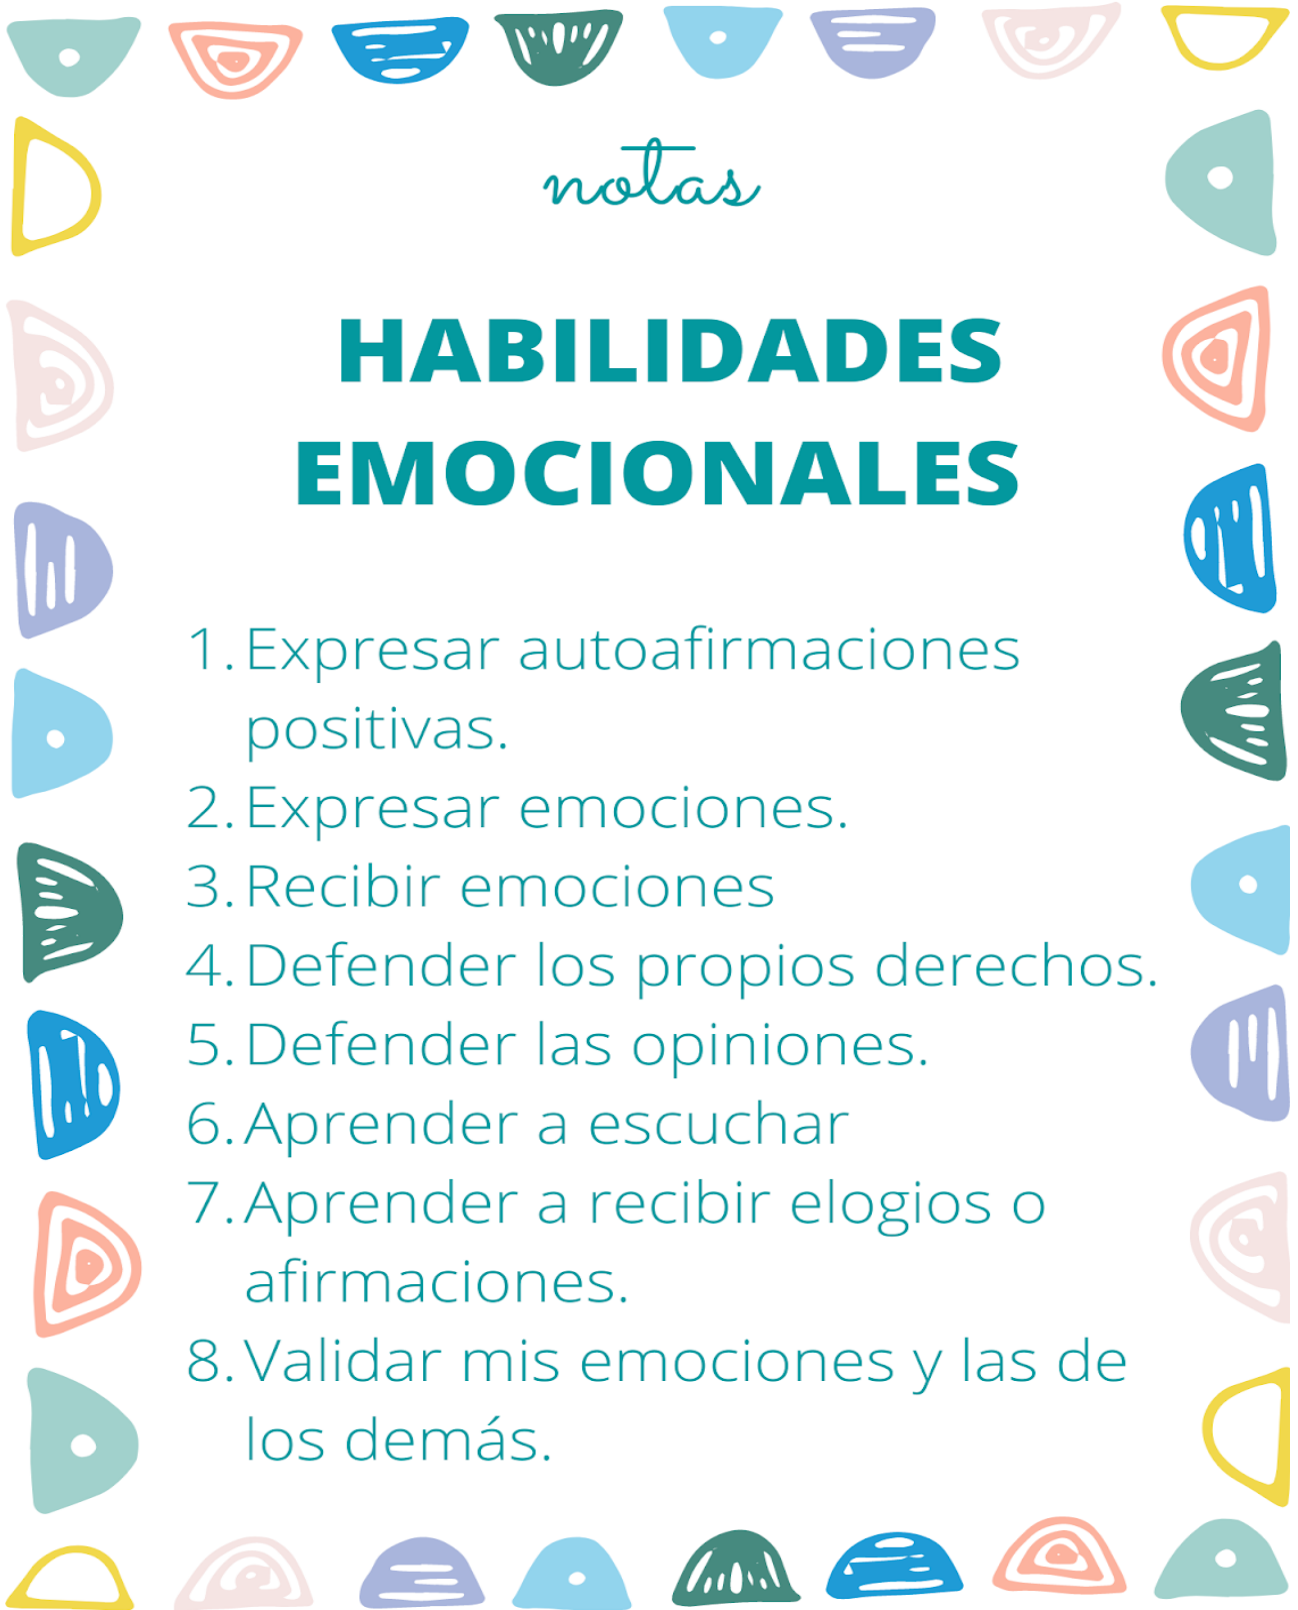 notas
HABILIDADES
EMOCIONALES
1. Expresar autoafirmaciones
positivas.
2. Expresar emociones.
3. Recibir emociones
4. Defender los propios derechos.
5. Defender las opiniones.
6. Aprender a escuchar
7. Aprender a recibir elogios o
afirmaciones.
8. Validar mis emociones y las de
los demás.